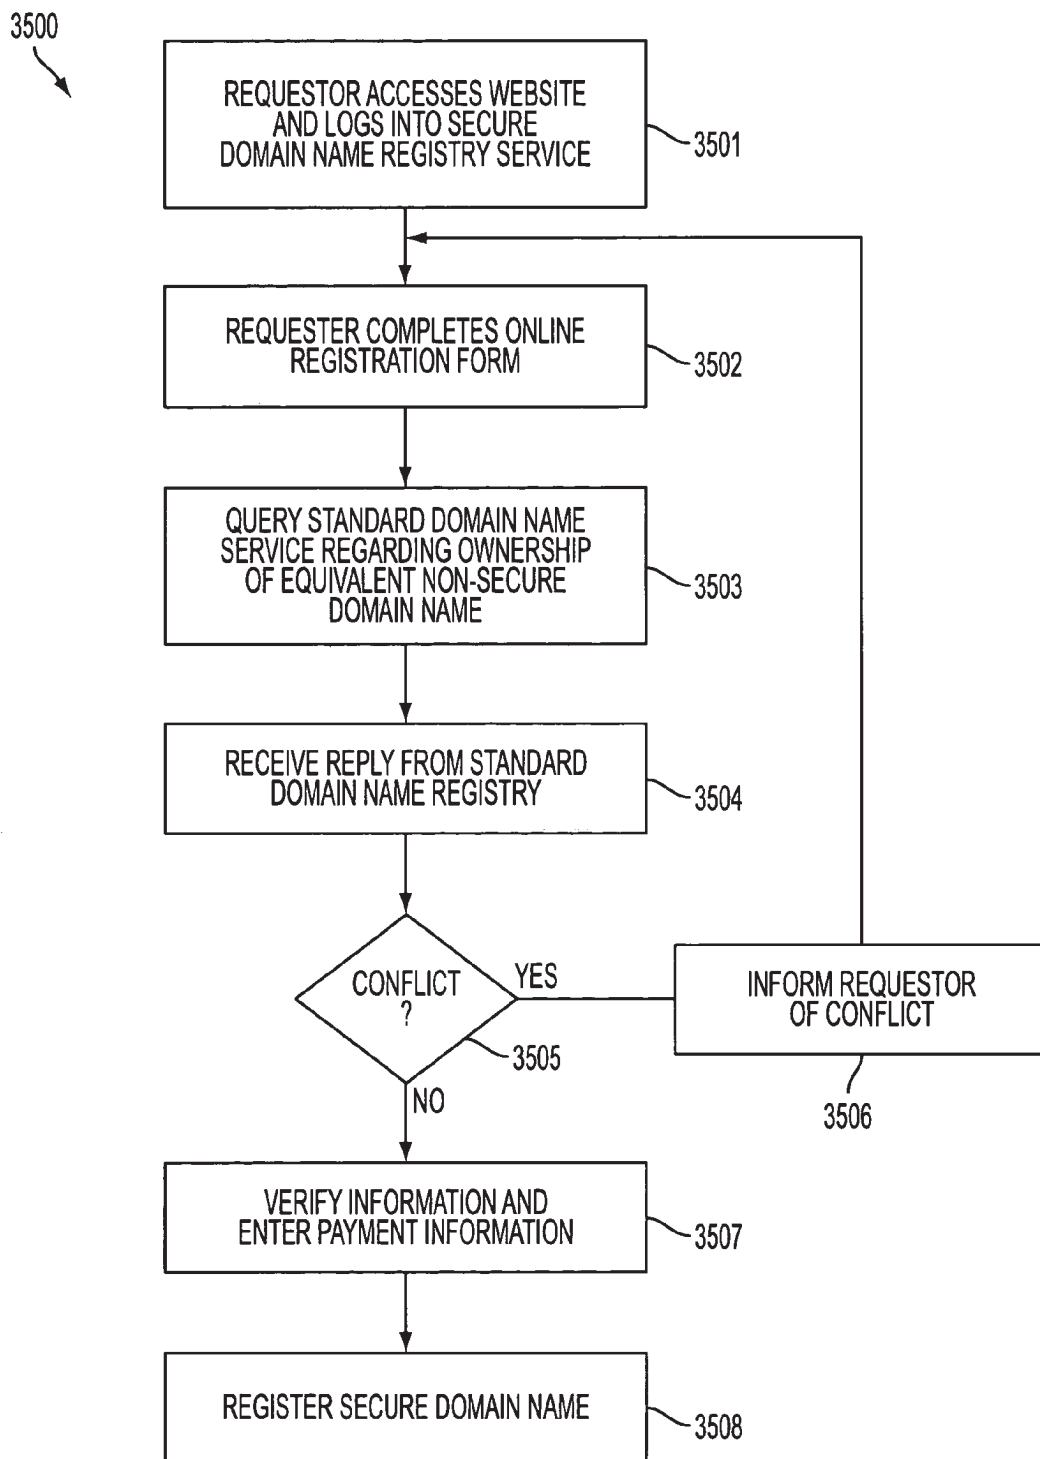 3500
REQUESTOR ACCESSES WEBSITE
AND LOGS INTO SECURE
DOMAIN NAME REGISTRY SERVICE
3501
REQUESTER COMPLETES ONLINE
REGISTRATION FORM
3502
QUERY STANDARD DOMAIN NAME
SERVICE REGARDING OWNERSHIP
OF EQUIVALENT NON-SECURE
DOMAIN NAME
3503
RECEIVE REPLY FROM STANDARD
DOMAIN NAME REGISTRY
3504
CONFLICT
?
YES
3505
NO
INFORM REQUESTOR
OF CONFLICT
3506
VERIFY INFORMATION AND
ENTER PAYMENT INFORMATION
3507
REGISTER SECURE DOMAIN NAME
3508